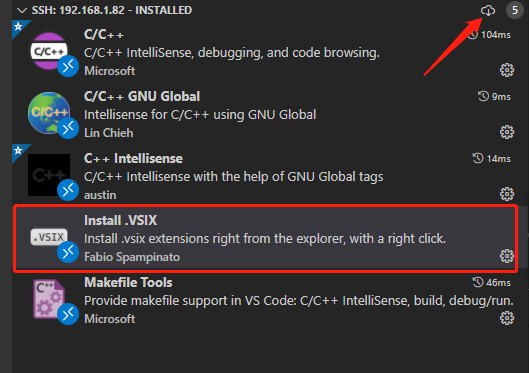 SSH: 192.168.1.82 - INSTALLED 5
C/C++ 104ms
C/C++ IntelliSense, debugging, and code browsing.
Microsoft
C/C++ GNU Global 9ms
Intellisense for C/C++ using GNU Global
Lin Chieh
C++ Intellisense 14ms
C/C++ Intellisense with the help of GNU Global tags
austin
Install .VSIX
.VSIX
Install .vsix extensions right from the explorer, with a right click.
Fabio Spampinato
Makefile Tools 46ms
Provide makefile support in VS Code: C/C++ IntelliSense, build, debug/run.
Microsoft